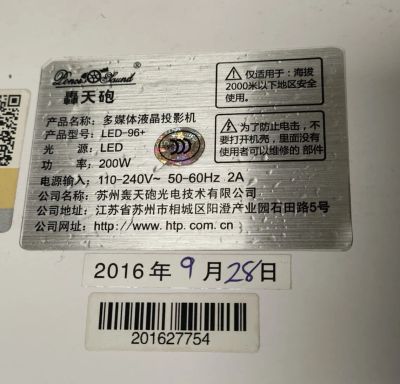 Ponce Sound
轰天砲
产品名称：多媒体液晶投影机
产品型号：LED-96+
光 源：LED
功 率：200W
电源输入：110-240V~ 50-60Hz 2A
公司名称：苏州轰天砲光电技术有限公司
公司地址：江苏省苏州市相城区阳澄产业园石田路5号
公司网址：http://www.htp.com.cn
仅适用于：海拔
2000米以下地区安全
使用。
为了防止电击，不
要打开机壳，里面没有
使用者可以维修的 部件
2016年9月28日
201627754